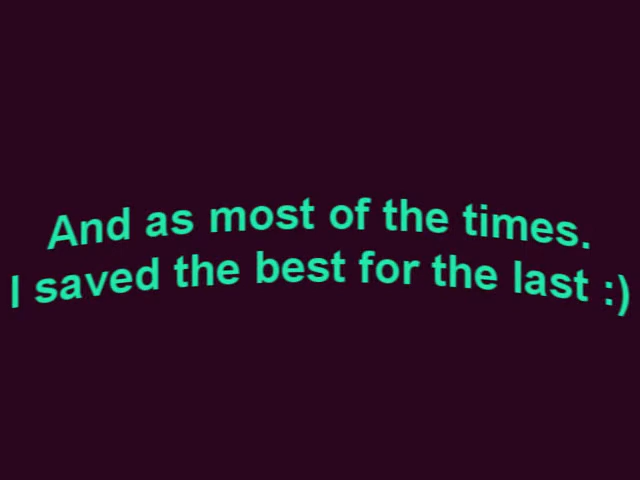 And as most of the times.
I saved the best for the last :)